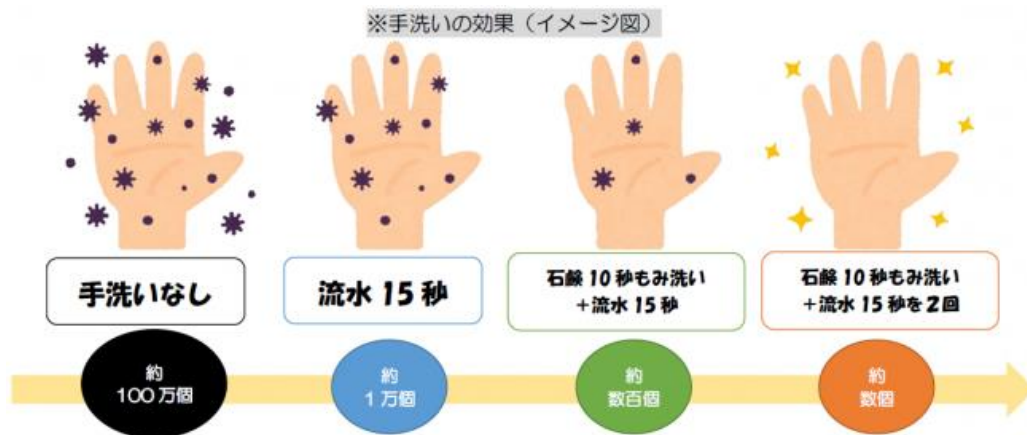 ※手洗いの効果（イメージ図）
手洗いなし
流水 15 秒
石鹸 10 秒もみ洗い
＋流水 15 秒
石鹸 10 秒もみ洗い
＋流水 15 秒を２回
約
100 万個
約
1 万個
約
数百個
約
数個